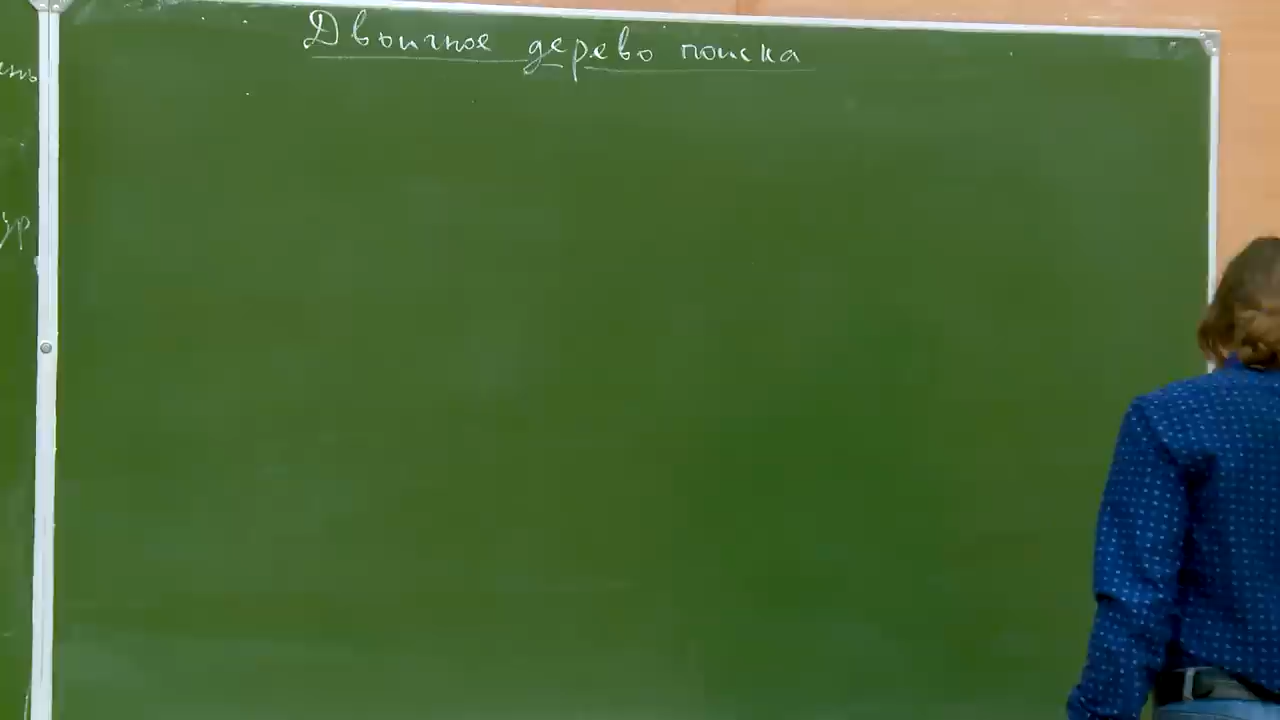 Двоичное дерево поиска